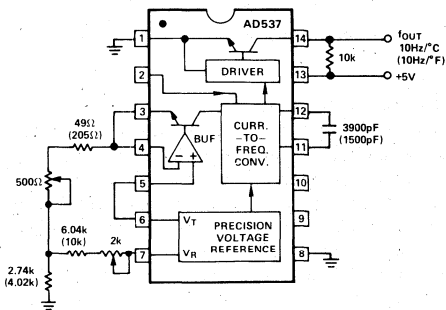 AD537
1
2
3
4
5
6
7
14
13
12
11
10
9
8
DRIVER
BUF
CURR.
-TO-
FREQ.
CONV.
VT
VR
PRECISION
VOLTAGE
REFERENCE
fOUT
10Hz/°C
(10Hz/°F)
10k
+5V
3900pF
(1500pF)
49Ω
(205Ω)
500Ω
6.04k
(10k)
2k
2.74k
(4.02k)
− +